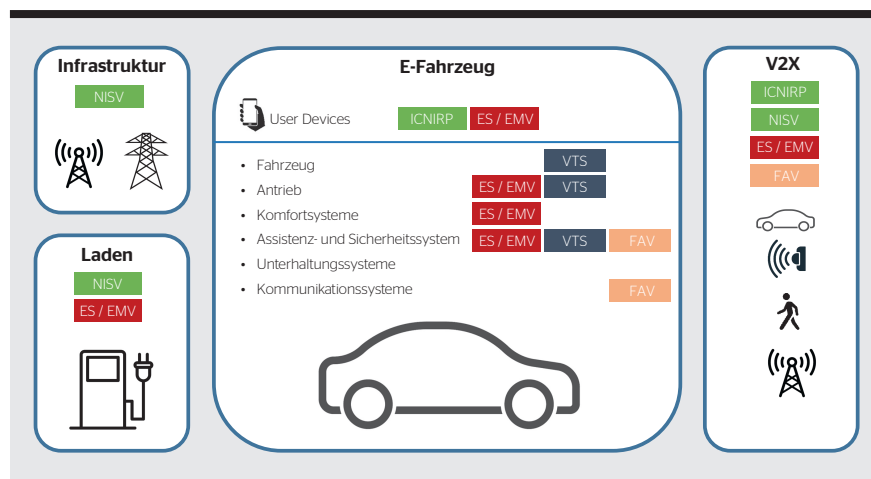 Infrastruktur
NISV
Laden
NISV
ES / EMV
E-Fahrzeug
User Devices ICNIRP ES / EMV
• Fahrzeug VTS
• Antrieb ES / EMV VTS
• Komfortsysteme ES / EMV
• Assistenz- und Sicherheitssystem ES / EMV VTS FAV
• Unterhaltungssysteme
• Kommunikationssysteme FAV
V2X
ICNIRP
NISV
ES / EMV
FAV